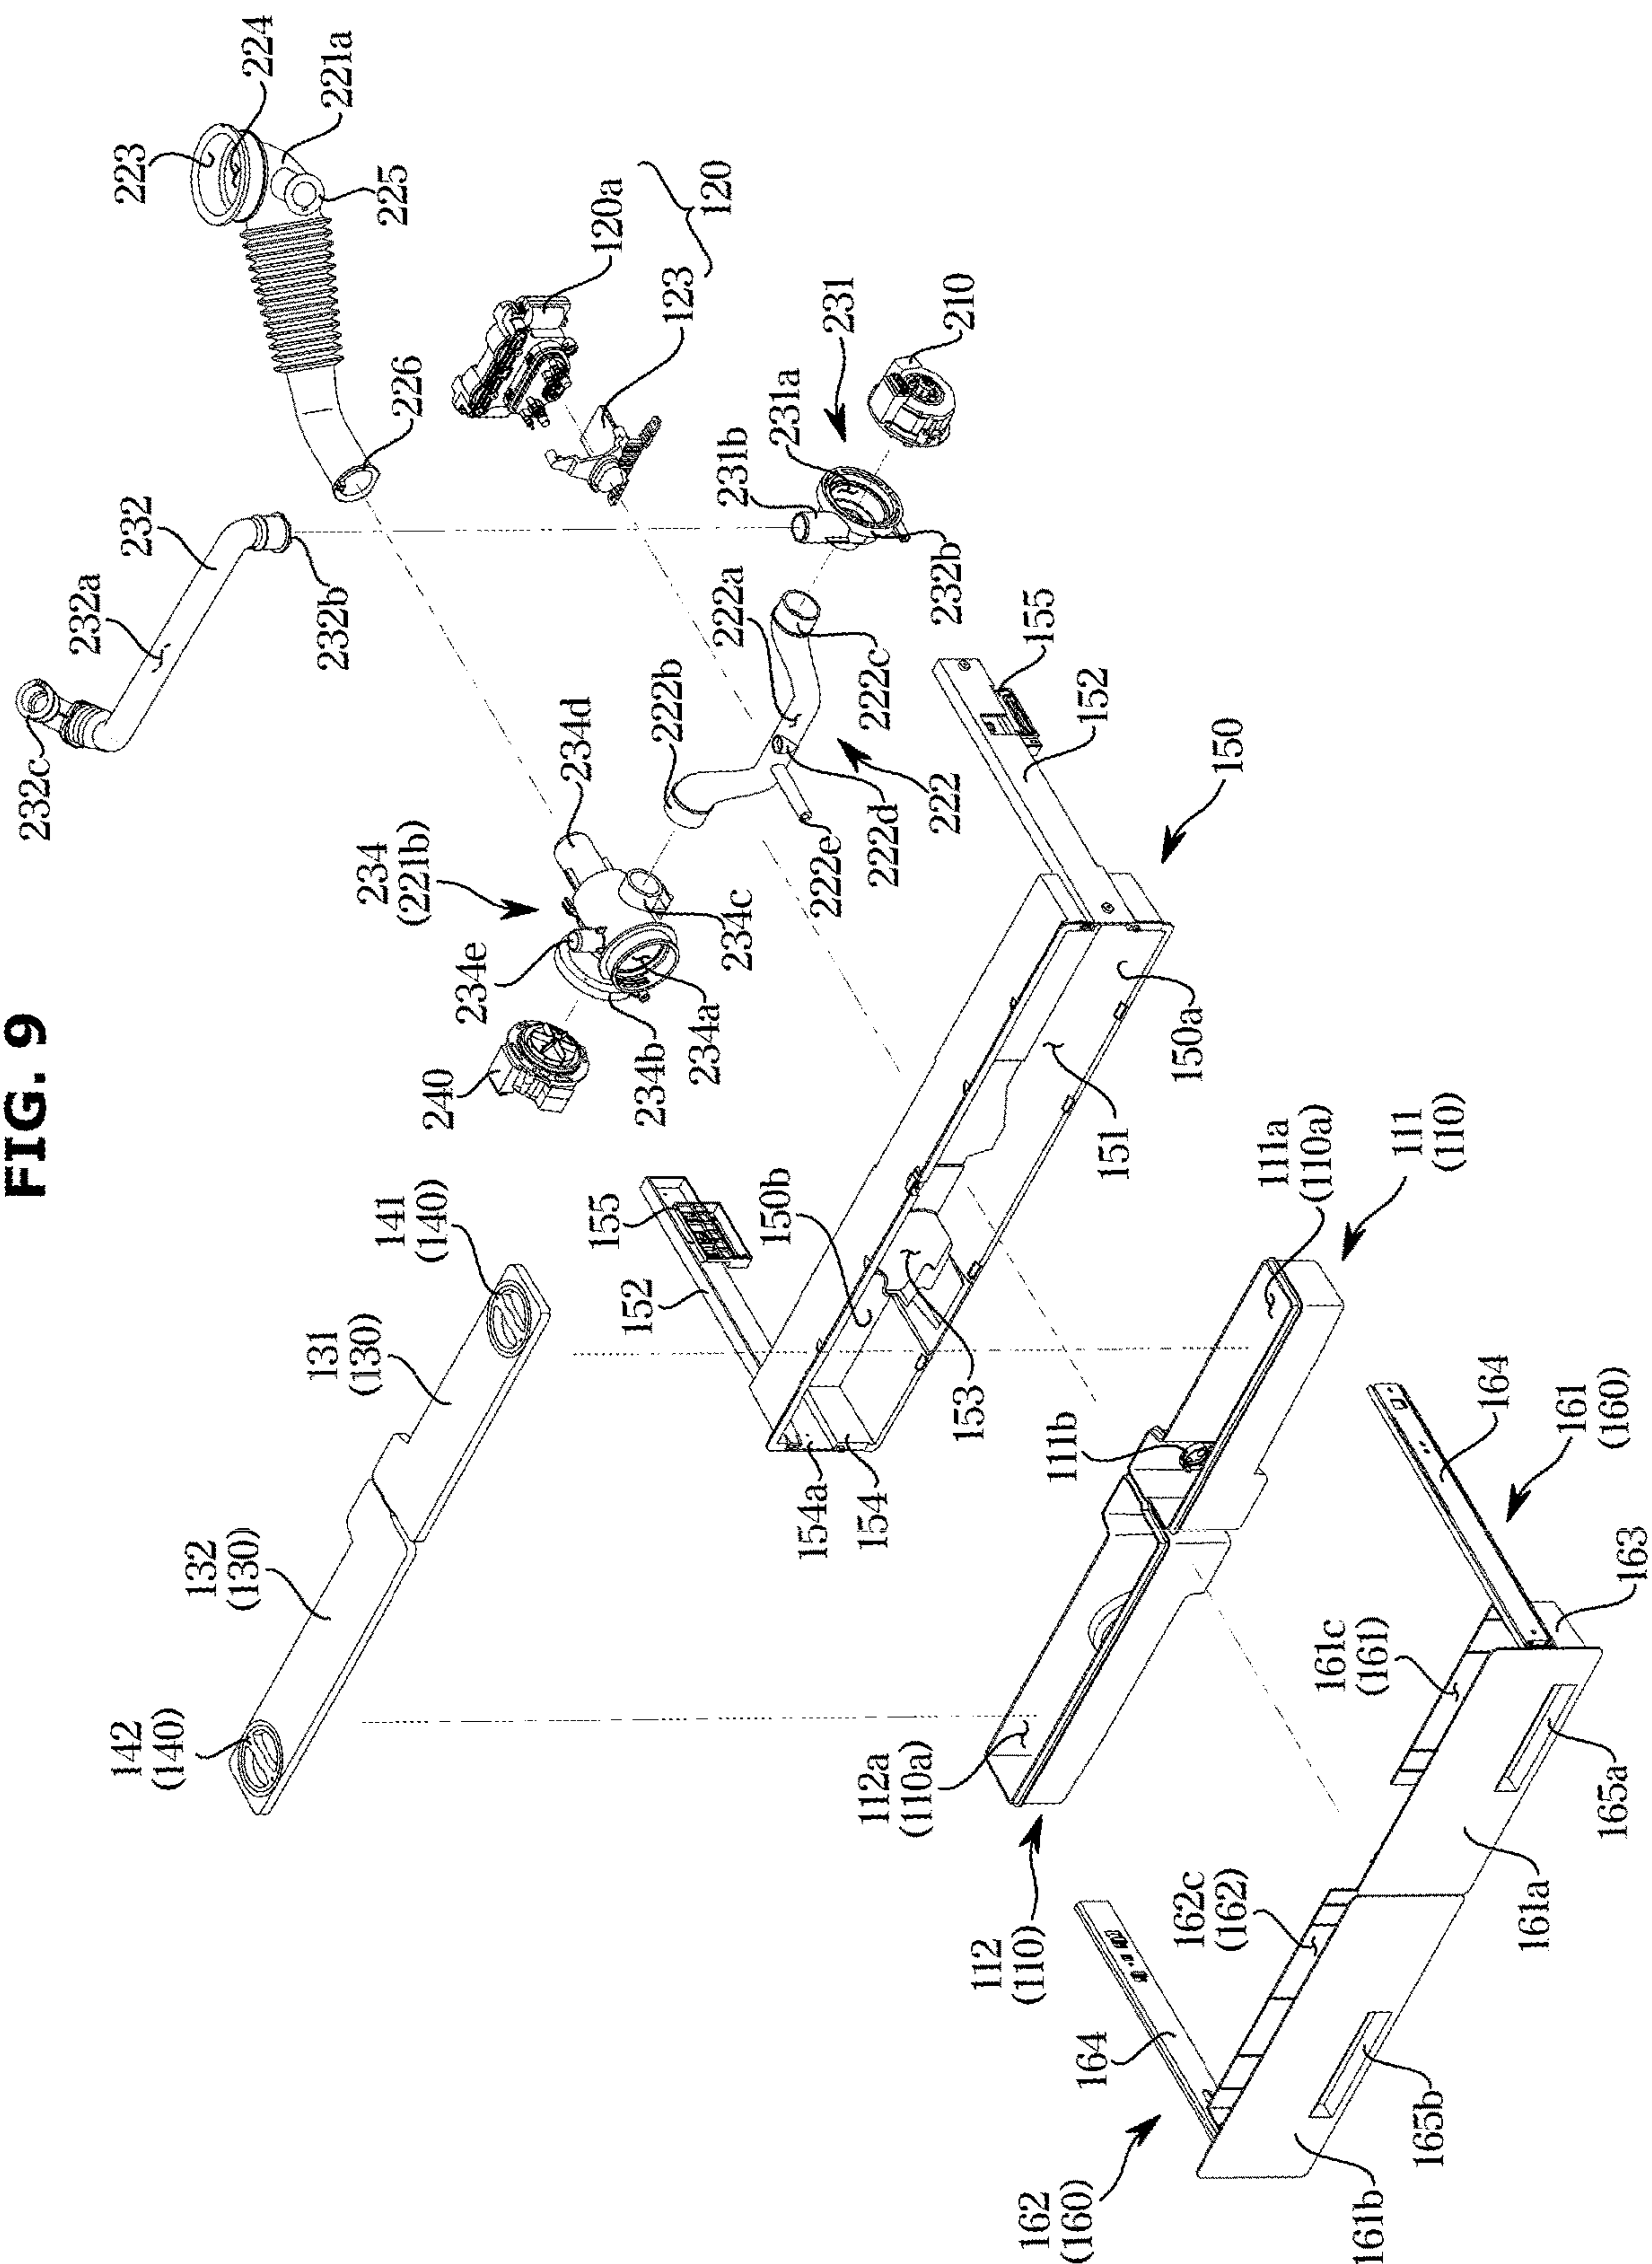 FIG. 9
232c
232a
232
232b
223
224
221a
225
226
120a
123
120
231
231a
231b
210
232b
234
(221b)
234d
234e
240
234b
234a
234c
222b
222a
222c
222e
222d
222
155
152
150
150a
151
155
152
150b
153
154a
154
142
(140)
132
(130)
131
(130)
141
(140)
111a
(110a)
111
(110)
111b
112a
(110a)
112
(110)
164
161
(160)
163
161c
(161)
165a
161a
162c
(162)
164
162
(160)
161b
165b